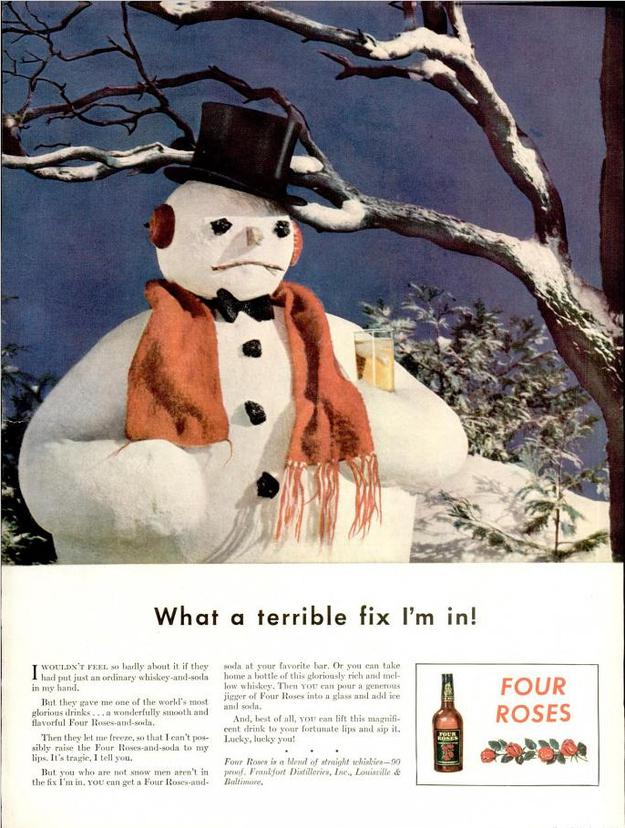 What a terrible fix I'm in!
I WOULDN'T FEEL so badly about it if they
had put just an ordinary whiskey-and-soda
in my hand.
But they gave me one of the world's most
glorious drinks . . . a wonderfully smooth and
flavorful Four Roses-and-soda.
Then they let me freeze, so that I can't pos-
sibly raise the Four Roses-and-soda to my
lips. It's tragic, I tell you.
But you who are not snow men aren't in
the fix I'm in. YOU can get a Four Roses-and-
soda at your favorite bar. Or you can take
home a bottle of this gloriously rich and mel-
low whiskey. Then YOU can pour a generous
jigger of Four Roses into a glass and add ice
and soda.
And, best of all, YOU can lift this magnifi-
cent drink to your fortunate lips and sip it.
Lucky, lucky you!
* * *
Four Roses is a blend of straight whiskies—90
proof. Frankfort Distilleries, Inc., Louisville &
Baltimore.
FOUR
ROSES
FOUR
ROSES